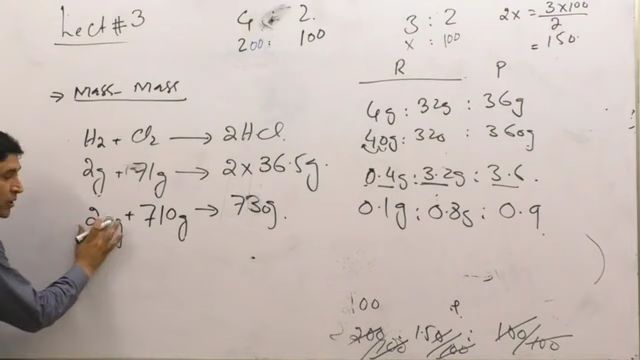 Lect # 3
4 : 2.
200 : 100
3 : 2
x : 100
2x = 3 x 100
2
= 150.
→ Mass - Mass
H2 + Cl2 → 2HCl
2g + 71g → 2 x 36.5g.
+ 710g → 730g.
R P
4g : 32g : 36g
40g : 320 : 360g
0.4g : 3.2g : 3.6
0.1g : 0.8g : 0.9
100